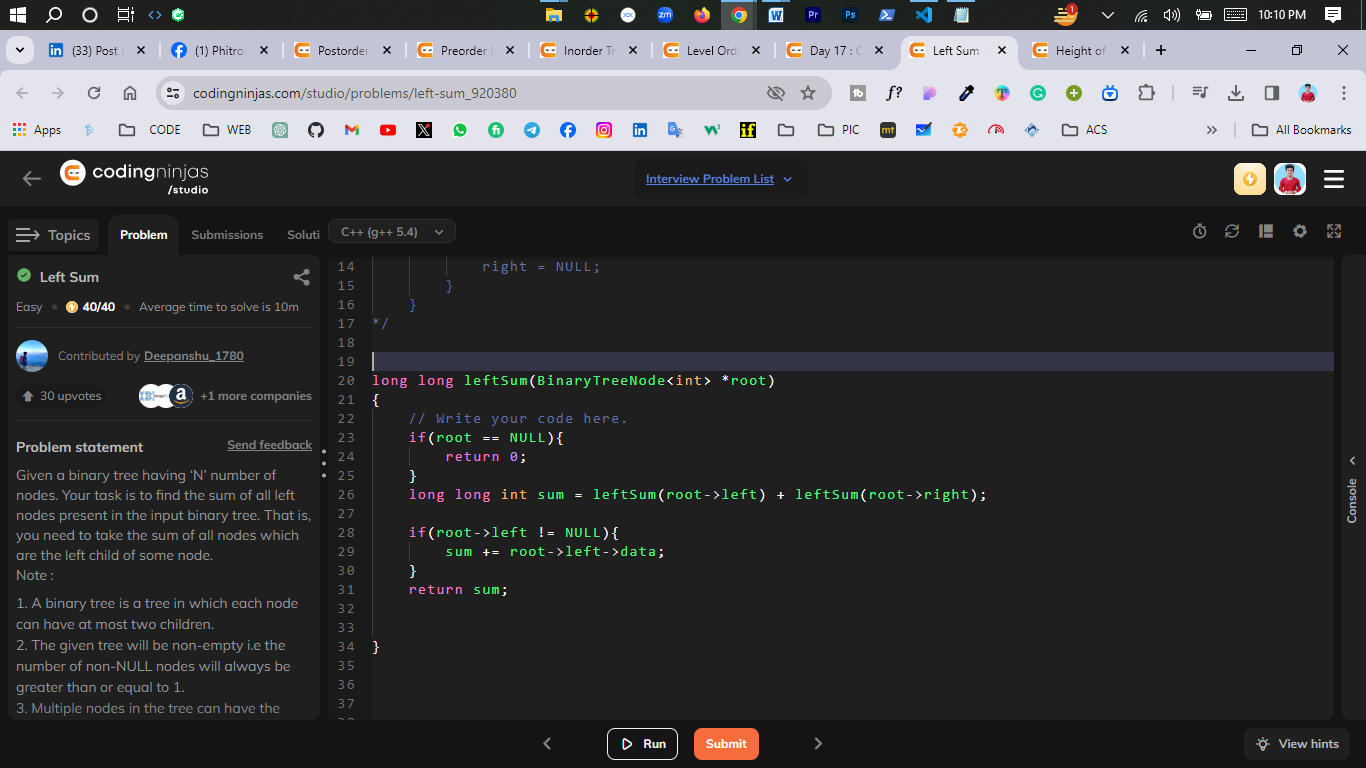 10:10 PM
1
(33) Post |
(1) Phitron
Postorder
Preorder
Inorder Tr
Level Orde
Day 17 : C
Left Sum
Height of
codingninjas.com/studio/problems/left-sum_920380
Apps
CODE
WEB
PIC
ACS
All Bookmarks
codingninjas
/studio
Interview Problem List
Topics
Problem
Submissions
Soluti
C++ (g++ 5.4)
Left Sum
Easy • 40/40 • Average time to solve is 10m
Contributed by Deepanshu_1780
30 upvotes
+1 more companies
Problem statement
Send feedback
Given a binary tree having ‘N’ number of
nodes. Your task is to find the sum of all left
nodes present in the input binary tree. That is,
you need to take the sum of all nodes which
are the left child of some node.
Note :
1. A binary tree is a tree in which each node
can have at most two children.
2. The given tree will be non-empty i.e the
number of non-NULL nodes will always be
greater than or equal to 1.
3. Multiple nodes in the tree can have the
14 right = NULL;
15 }
16 }
17 */
18
19
20 long long leftSum(BinaryTreeNode<int> *root)
21 {
22 // Write your code here.
23 if(root == NULL){
24 return 0;
25 }
26 long long int sum = leftSum(root->left) + leftSum(root->right);
27
28 if(root->left != NULL){
29 sum += root->left->data;
30 }
31 return sum;
32
33
34 }
35
36
37
Console
Run
Submit
View hints